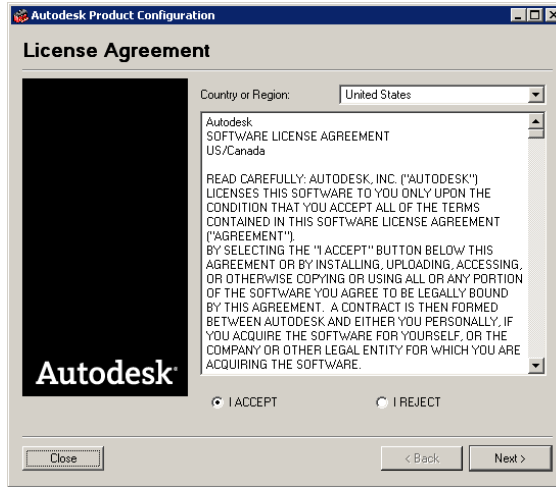 Autodesk Product Configuration
License Agreement
Country or Region: United States
Autodesk
SOFTWARE LICENSE AGREEMENT
US/Canada
READ CAREFULLY: AUTODESK, INC. ("AUTODESK")
LICENSES THIS SOFTWARE TO YOU ONLY UPON THE
CONDITION THAT YOU ACCEPT ALL OF THE TERMS
CONTAINED IN THIS SOFTWARE LICENSE AGREEMENT
("AGREEMENT").
BY SELECTING THE "I ACCEPT" BUTTON BELOW THIS
AGREEMENT OR BY INSTALLING, UPLOADING, ACCESSING,
OR OTHERWISE COPYING OR USING ALL OR ANY PORTION
OF THE SOFTWARE YOU AGREE TO BE LEGALLY BOUND
BY THIS AGREEMENT. A CONTRACT IS THEN FORMED
BETWEEN AUTODESK AND EITHER YOU PERSONALLY, IF
YOU ACQUIRE THE SOFTWARE FOR YOURSELF, OR THE
COMPANY OR OTHER LEGAL ENTITY FOR WHICH YOU ARE
ACQUIRING THE SOFTWARE.
Autodesk
I ACCEPT I REJECT
Close < Back Next >